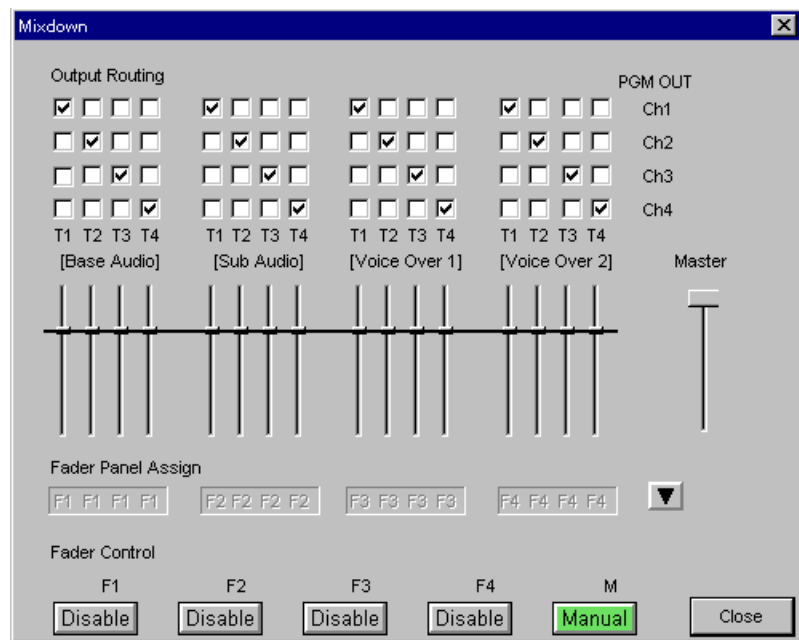 Mixdown
Output Routing
PGM OUT
Ch1
Ch2
Ch3
Ch4
T1 T2 T3 T4 T1 T2 T3 T4 T1 T2 T3 T4 T1 T2 T3 T4
[Base Audio] [Sub Audio] [Voice Over 1] [Voice Over 2] Master
Fader Panel Assign
F1 F1 F1 F1 F2 F2 F2 F2 F3 F3 F3 F3 F4 F4 F4 F4
Fader Control
F1 F2 F3 F4 M
Disable Disable Disable Disable Manual Close